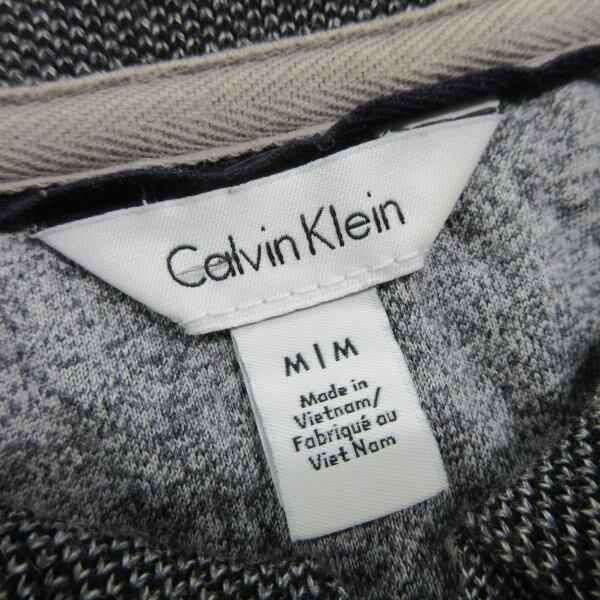 Calvin Klein
M | M
Made in
Vietnam/
Fabriqué au
Viet Nam